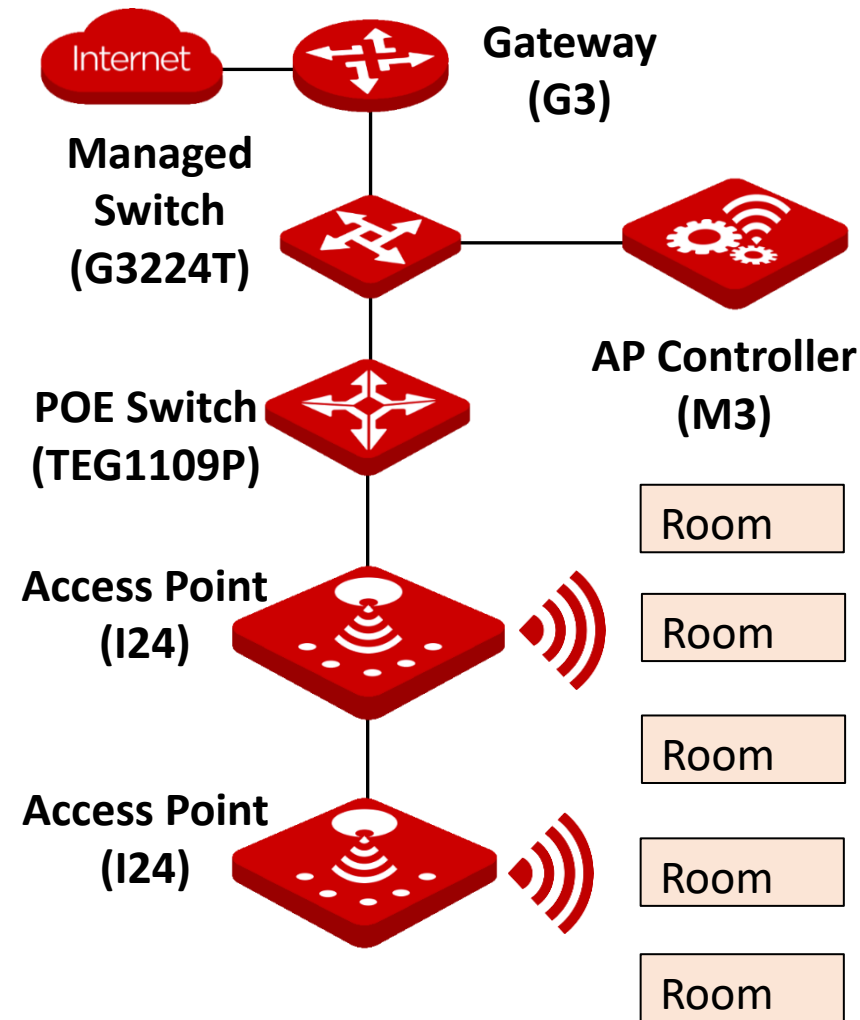 Internet
Gateway
(G3)
Managed
Switch
(G3224T)
AP Controller
(M3)
POE Switch
(TEG1109P)
Room
Access Point
(I24)
Room
Room
Access Point
(I24)
Room
Room